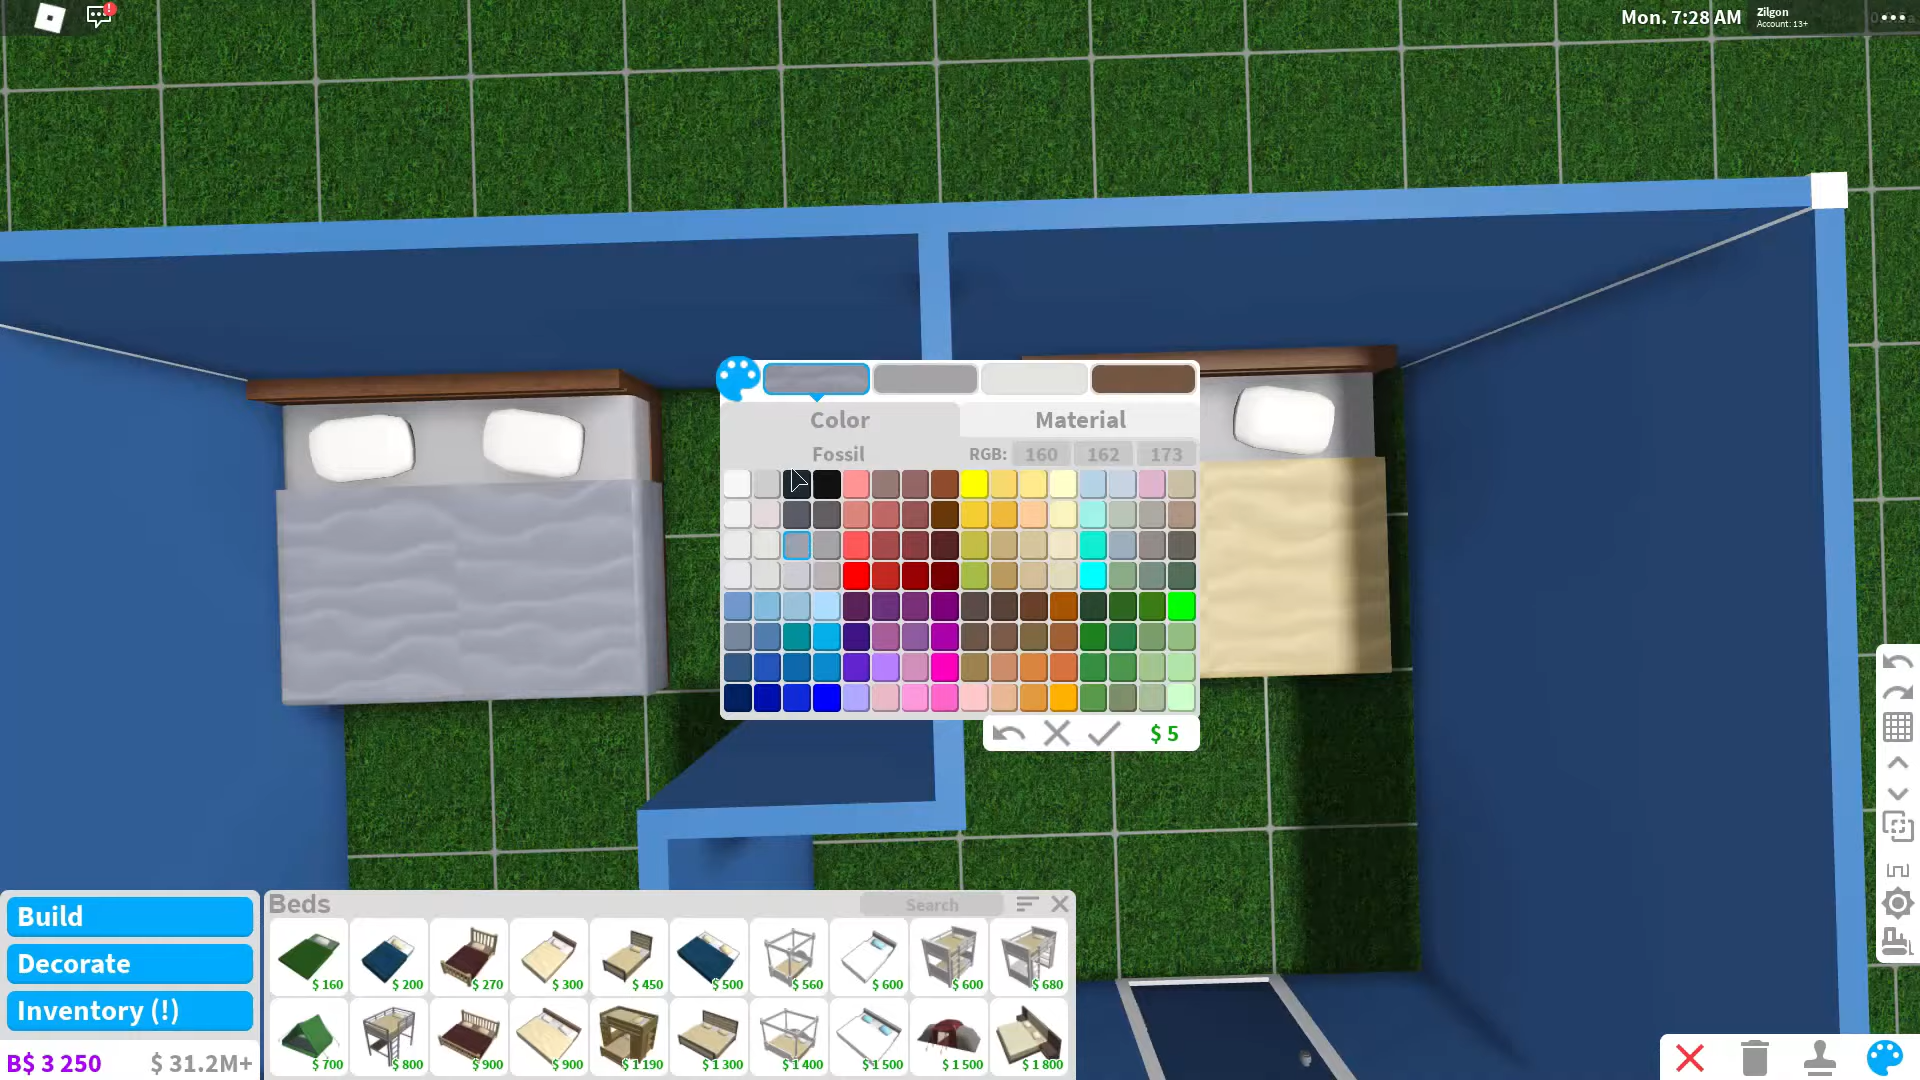 Mon. 7:28 AM
Zilgon
Account: 13+
Color
Material
Fossil
RGB: 160 162 173
$ 5
Build
Decorate
Inventory (!)
B$ 3 250
$ 31.2M+
Beds
Search
$ 160
$ 200
$ 270
$ 300
$ 450
$ 500
$ 560
$ 600
$ 600
$ 680
$ 700
$ 800
$ 900
$ 900
$ 1 190
$ 1 300
$ 1 400
$ 1 500
$ 1 500
$ 1 800